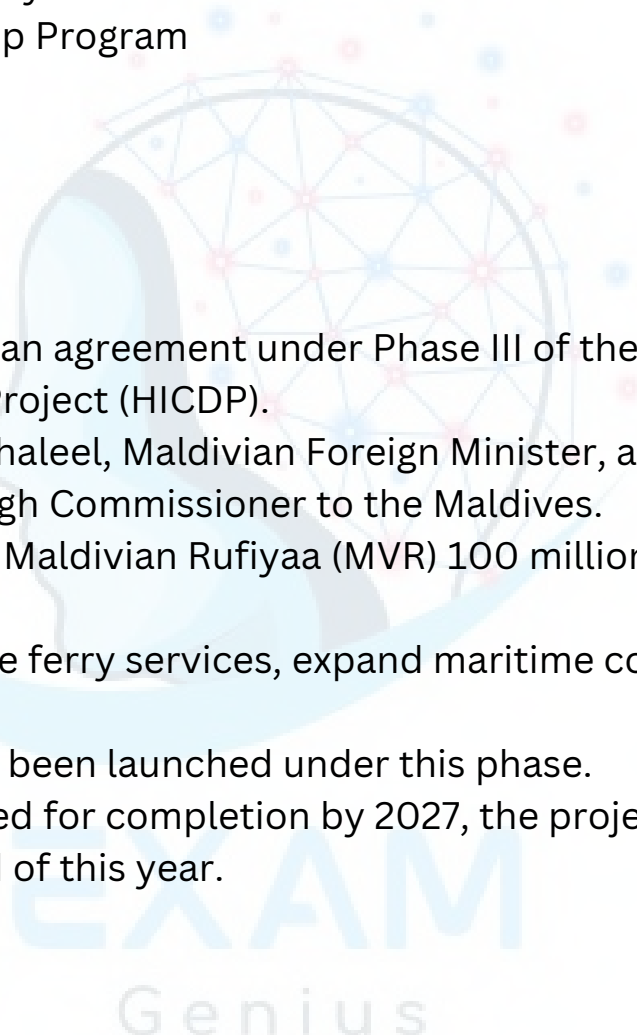 p Program
an agreement under Phase III of the
Project (HICDP).
haleel, Maldivian Foreign Minister, a
gh Commissioner to the Maldives.
Maldivian Rufiyaa (MVR) 100 million
e ferry services, expand maritime co
been launched under this phase.
ed for completion by 2027, the proje
of this year.
EXAM
Genius